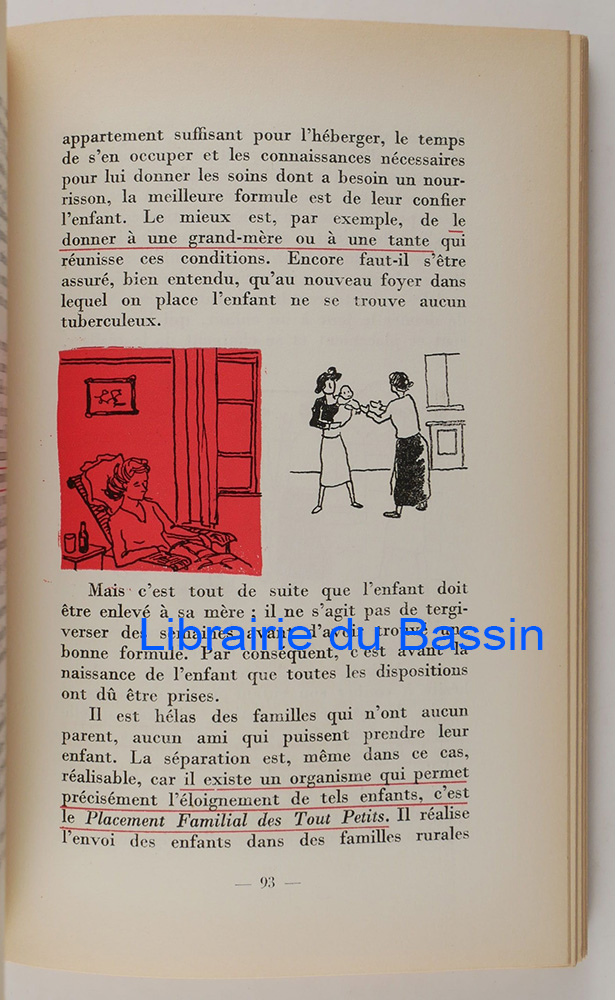 appartement suffisant pour l'héberger, le temps
de s'en occuper et les connaissances nécessaires
pour lui donner les soins dont a besoin un nour-
risson, la meilleure formule est de leur confier
l'enfant. Le mieux est, par exemple, de le
donner à une grand-mère ou à une tante qui
réunisse ces conditions. Encore faut-il s'être
assuré, bien entendu, qu'au nouveau foyer dans
lequel on place l'enfant ne se trouve aucun
tuberculeux.
Mais c'est tout de suite que l'enfant doit
être enlevé à sa mère ; il ne s'agit pas de tergi-
verser des semaines avant d'avoir trouvé une
Librairie du Bassin
bonne formule. Par conséquent, c'est avant la
naissance de l'enfant que toutes les dispositions
ont dû être prises.
Il est hélas des familles qui n'ont aucun
parent, aucun ami qui puissent prendre leur
enfant. La séparation est, même dans ce cas,
réalisable, car il existe un organisme qui permet
précisément l'éloignement de tels enfants, c'est
le Placement Familial des Tout Petits. Il réalise
l'envoi des enfants dans des familles rurales
— 93 —